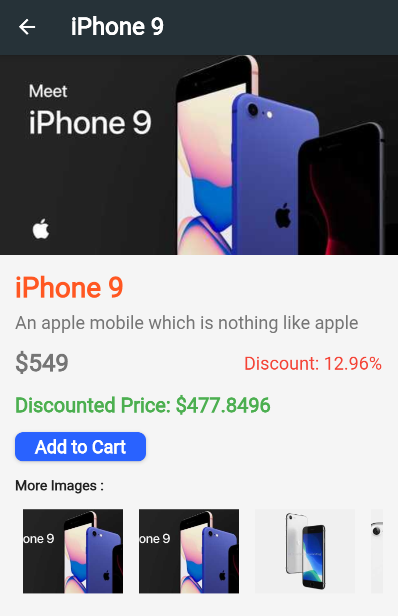 iPhone 9
Meet
iPhone 9
iPhone 9
An apple mobile which is nothing like apple
$549
Discount: 12.96%
Discounted Price: $477.8496
Add to Cart
More Images :
one 9
one 9